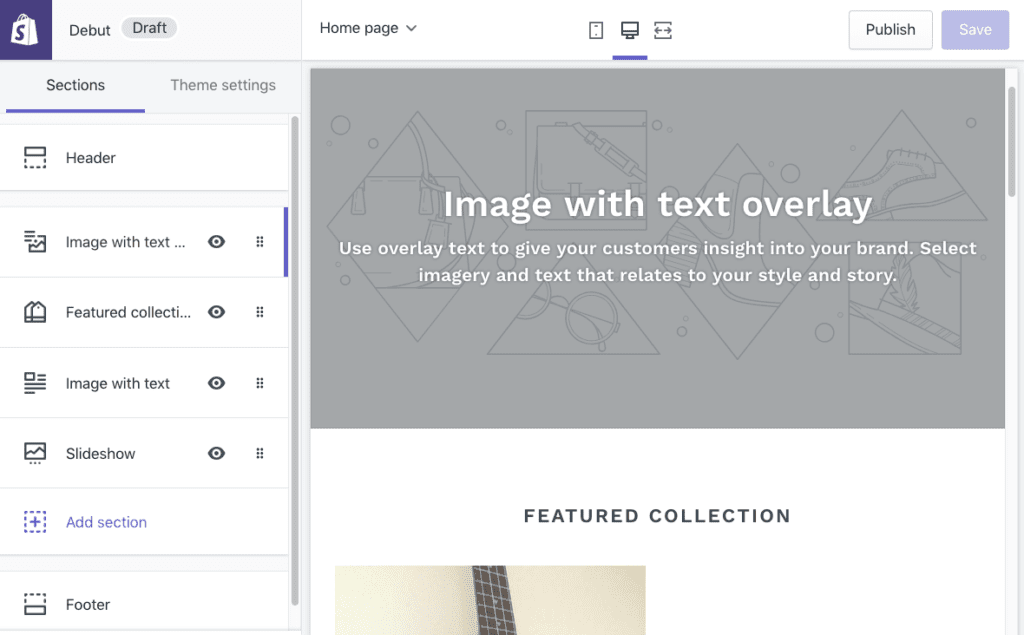 Debut
Draft
Home page
Publish
Save
Sections
Theme settings
Header
Image with text ...
Featured collecti...
Image with text
Slideshow
Add section
Footer
Image with text overlay
Use overlay text to give your customers insight into your brand. Select
imagery and text that relates to your style and story.
FEATURED COLLECTION